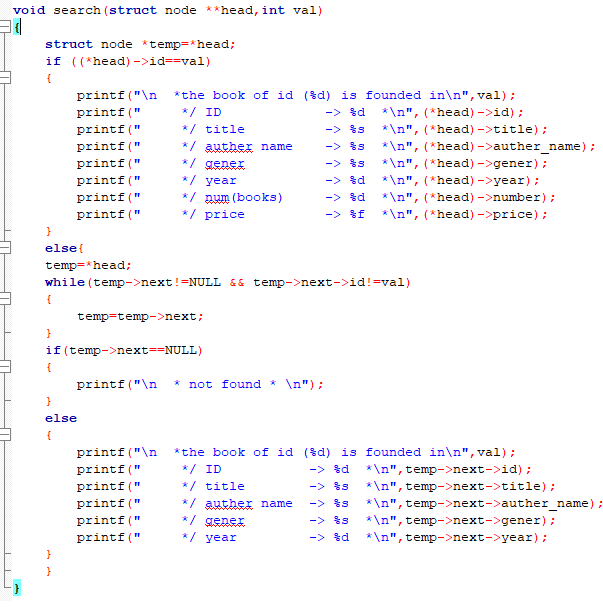 void search(struct node **head,int val)
{
    struct node *temp=*head;
    if ((*head)->id==val)
    {
        printf("\n  *the book of id (%d) is founded in\n",val);
        printf("     */ ID             -> %d  *\n",(*head)->id);
        printf("     */ title          -> %s  *\n",(*head)->title);
        printf("     */ auther name    -> %s  *\n",(*head)->auther_name);
        printf("     */ gener          -> %s  *\n",(*head)->gener);
        printf("     */ year           -> %d  *\n",(*head)->year);
        printf("     */ num(books)     -> %d  *\n",(*head)->number);
        printf("     */ price          -> %f  *\n",(*head)->price);
    }
    else{
    temp=*head;
    while(temp->next!=NULL && temp->next->id!=val)
    {
        temp=temp->next;
    }
    if(temp->next==NULL)
    {
        printf("\n  * not found * \n");
    }
    else
    {
        printf("\n  *the book of id (%d) is founded in\n",val);
        printf("     */ ID           -> %d  *\n",temp->next->id);
        printf("     */ title        -> %s  *\n",temp->next->title);
        printf("     */ auther name  -> %s  *\n",temp->next->auther_name);
        printf("     */ gener        -> %s  *\n",temp->next->gener);
        printf("     */ year         -> %d  *\n",temp->next->year);
    }
    }
}